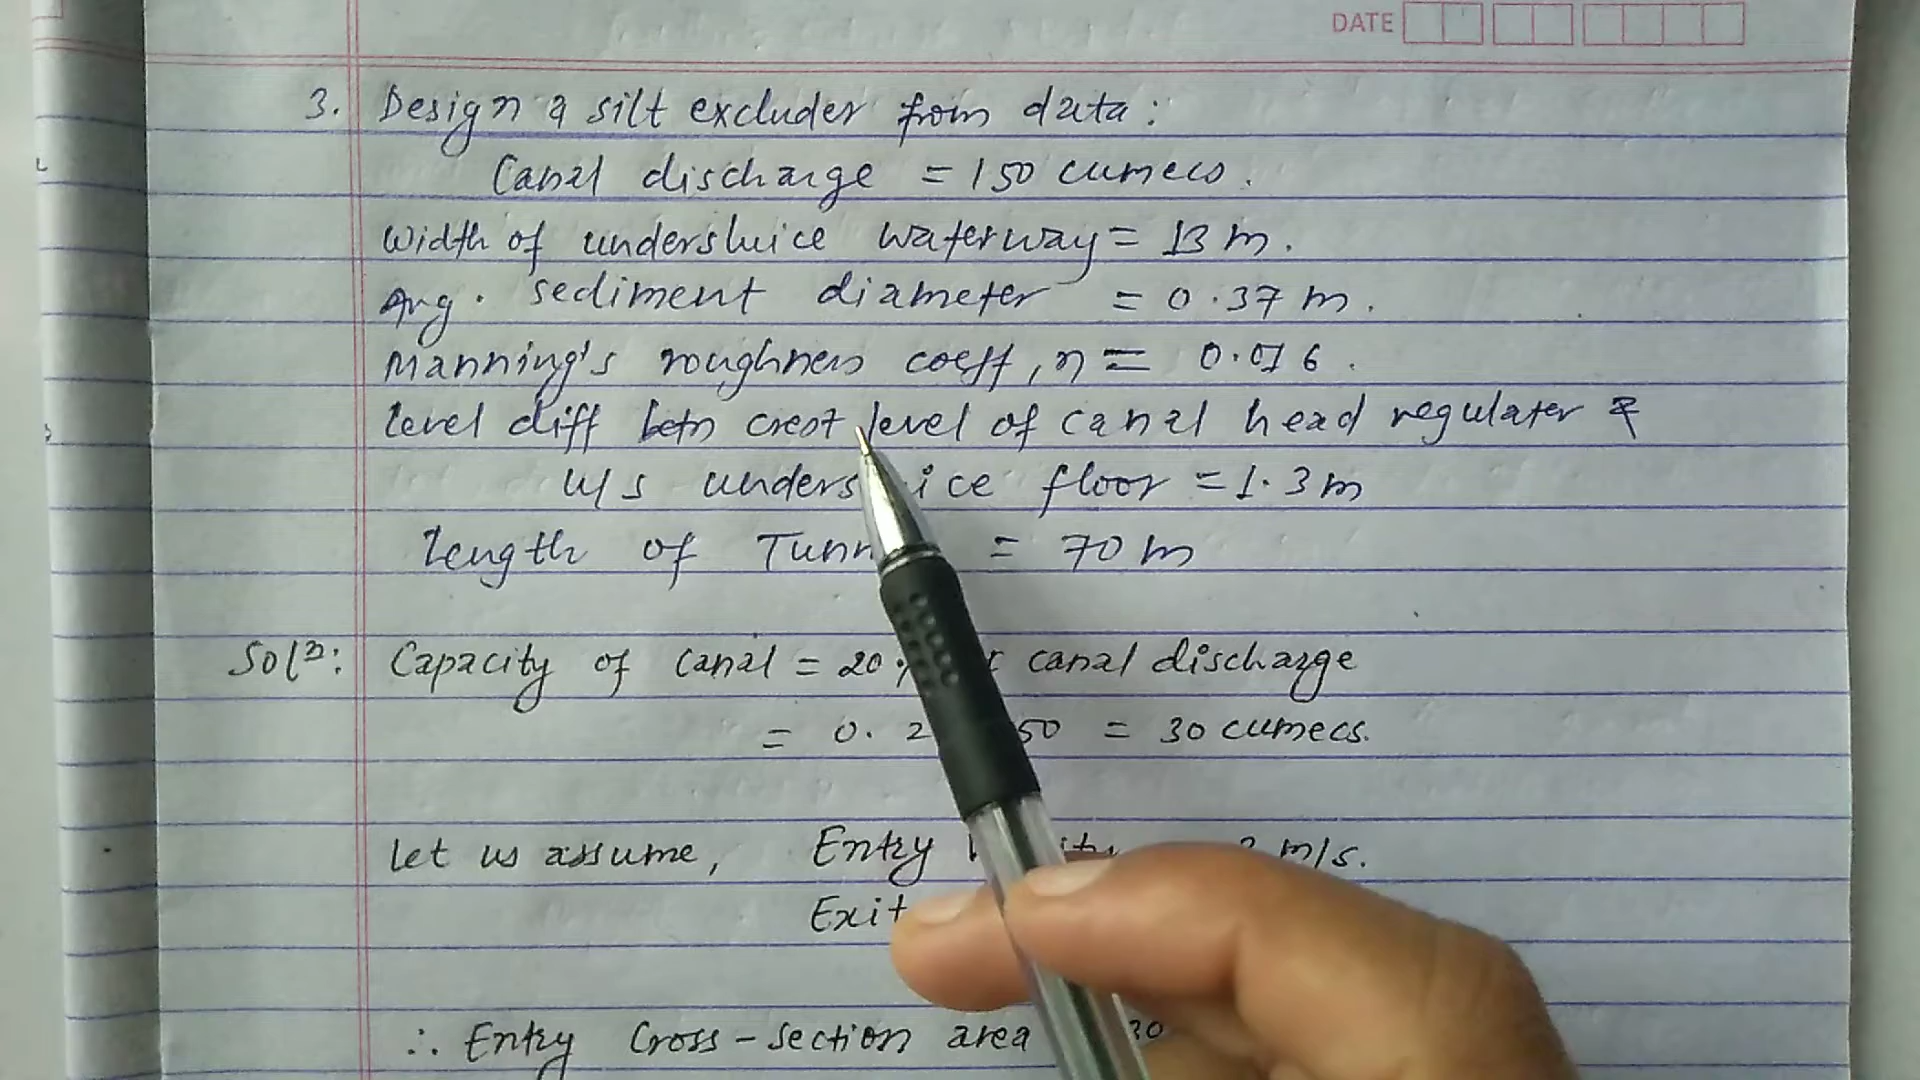 DATE
3. Design a silt excluder from data:
Canal discharge = 150 cumecs.
Width of undersluice waterway = 13 m.
Avg. sediment diameter = 0.37 m.
Manning's roughness coeff, n = 0.016.
Level diff betn crest level of canal head regulater &
u/s unders ice floor = 1.3 m
Length of Tunn = 70 m
Solⁿ: Capacity of canal = 20 canal discharge
= 0.2 50 = 30 cumecs.
Let us assume, Entry m/s.
Exit
∴ Entry Cross-section area 30